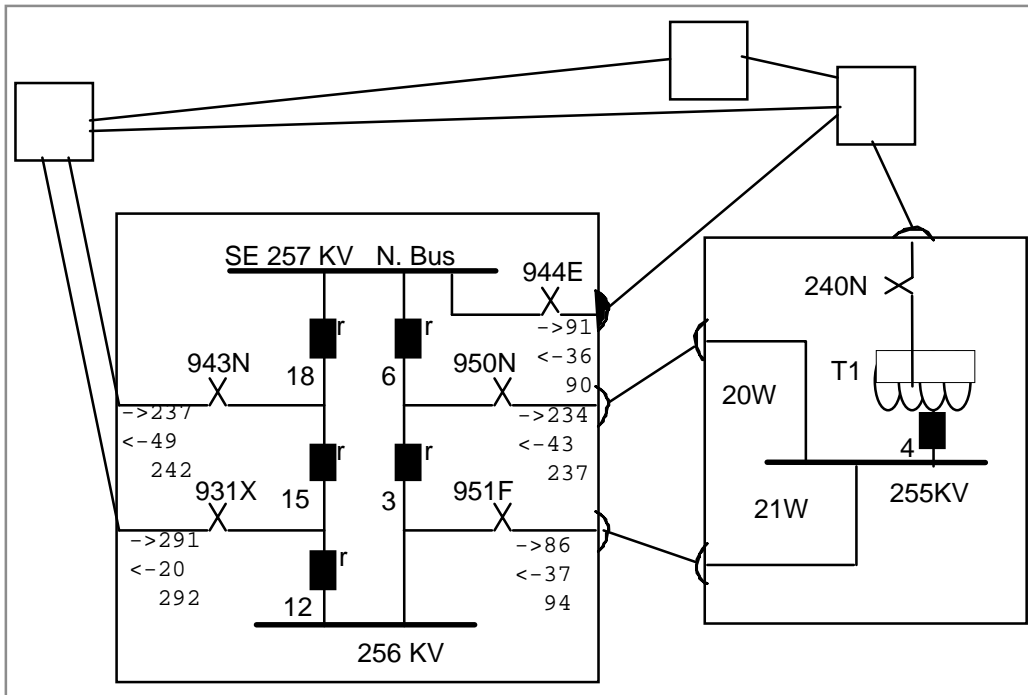 SE 257 KV N. Bus
944E
->91
<-36
90
943N
r
18
r
6
950N
->237
<-49
242
->234
<-43
237
931X
r
15
r
3
951F
->291
<-20
292
->86
<-37
94
r
12
256 KV
240N
T1
20W
4
21W
255KV